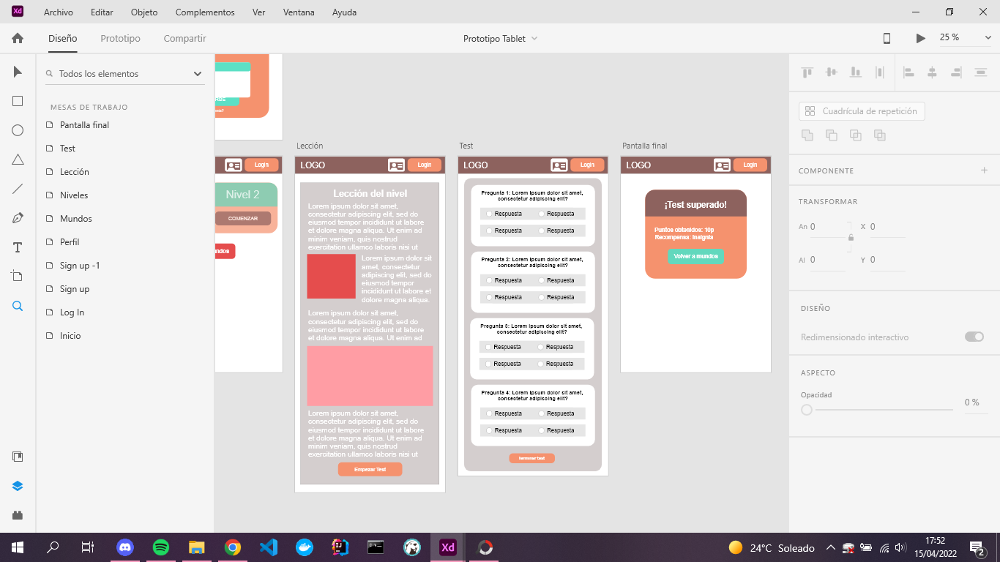 Xd
Archivo
Editar
Objeto
Complementos
Ver
Ventana
Ayuda
Diseño
Prototipo
Compartir
Prototipo Tablet
25 %
Todos los elementos
MESAS DE TRABAJO
Pantalla final
Test
Lección
Niveles
Mundos
Perfil
Sign up -1
Sign up
Log In
Inicio
Login
Nivel 2
COMENZAR
Lección
LOGO
Login
Lección del nivel
Lorem ipsum dolor sit amet,
consectetur adipiscing elit, sed do
eiusmod tempor incididunt ut labore
et dolore magna aliqua. Ut enim ad
minim veniam, quis nostrud
exercitation ullamco laboris nisi ut
Lorem ipsum dolor sit
amet, consectetur
adipiscing elit, sed do
eiusmod tempor
incididunt ut labore et
dolore magna aliqua.
Lorem ipsum dolor sit amet,
consectetur adipiscing elit, sed do
eiusmod tempor incididunt ut labore
et dolore magna aliqua. Ut enim ad
Lorem ipsum dolor sit amet,
consectetur adipiscing elit, sed do
eiusmod tempor incididunt ut labore
et dolore magna aliqua. Ut enim ad
minim veniam, quis nostrud
exercitation ullamco laboris nisi ut
Empezar Test
Test
LOGO
Login
Pregunta 1: Lorem ipsum dolor sit amet,
consectetur adipiscing elit?
Respuesta
Respuesta
Respuesta
Respuesta
Pregunta 2: Lorem ipsum dolor sit amet,
consectetur adipiscing elit?
Respuesta
Respuesta
Respuesta
Respuesta
Pregunta 3: Lorem ipsum dolor sit amet,
consectetur adipiscing elit?
Respuesta
Respuesta
Respuesta
Respuesta
Pregunta 4: Lorem ipsum dolor sit amet,
consectetur adipiscing elit?
Respuesta
Respuesta
Respuesta
Respuesta
Terminar test
Pantalla final
LOGO
Login
¡Test superado!
Puntos obtenidos: 10p
Recompensa: Insignia
Volver a mundos
Cuadrícula de repetición
COMPONENTE
TRANSFORMAR
An 0
X 0
Al 0
Y 0
DISEÑO
Redimensionado interactivo
ASPECTO
Opacidad
0 %
Xd
24°C Soleado
17:52
15/04/2022
2